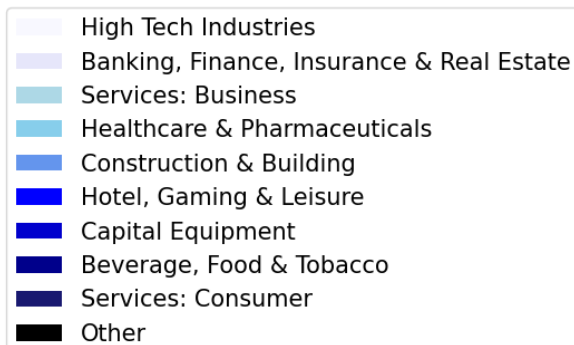 High Tech Industries
Banking, Finance, Insurance & Real Estate
Services: Business
Healthcare & Pharmaceuticals
Construction & Building
Hotel, Gaming & Leisure
Capital Equipment
Beverage, Food & Tobacco
Services: Consumer
Other